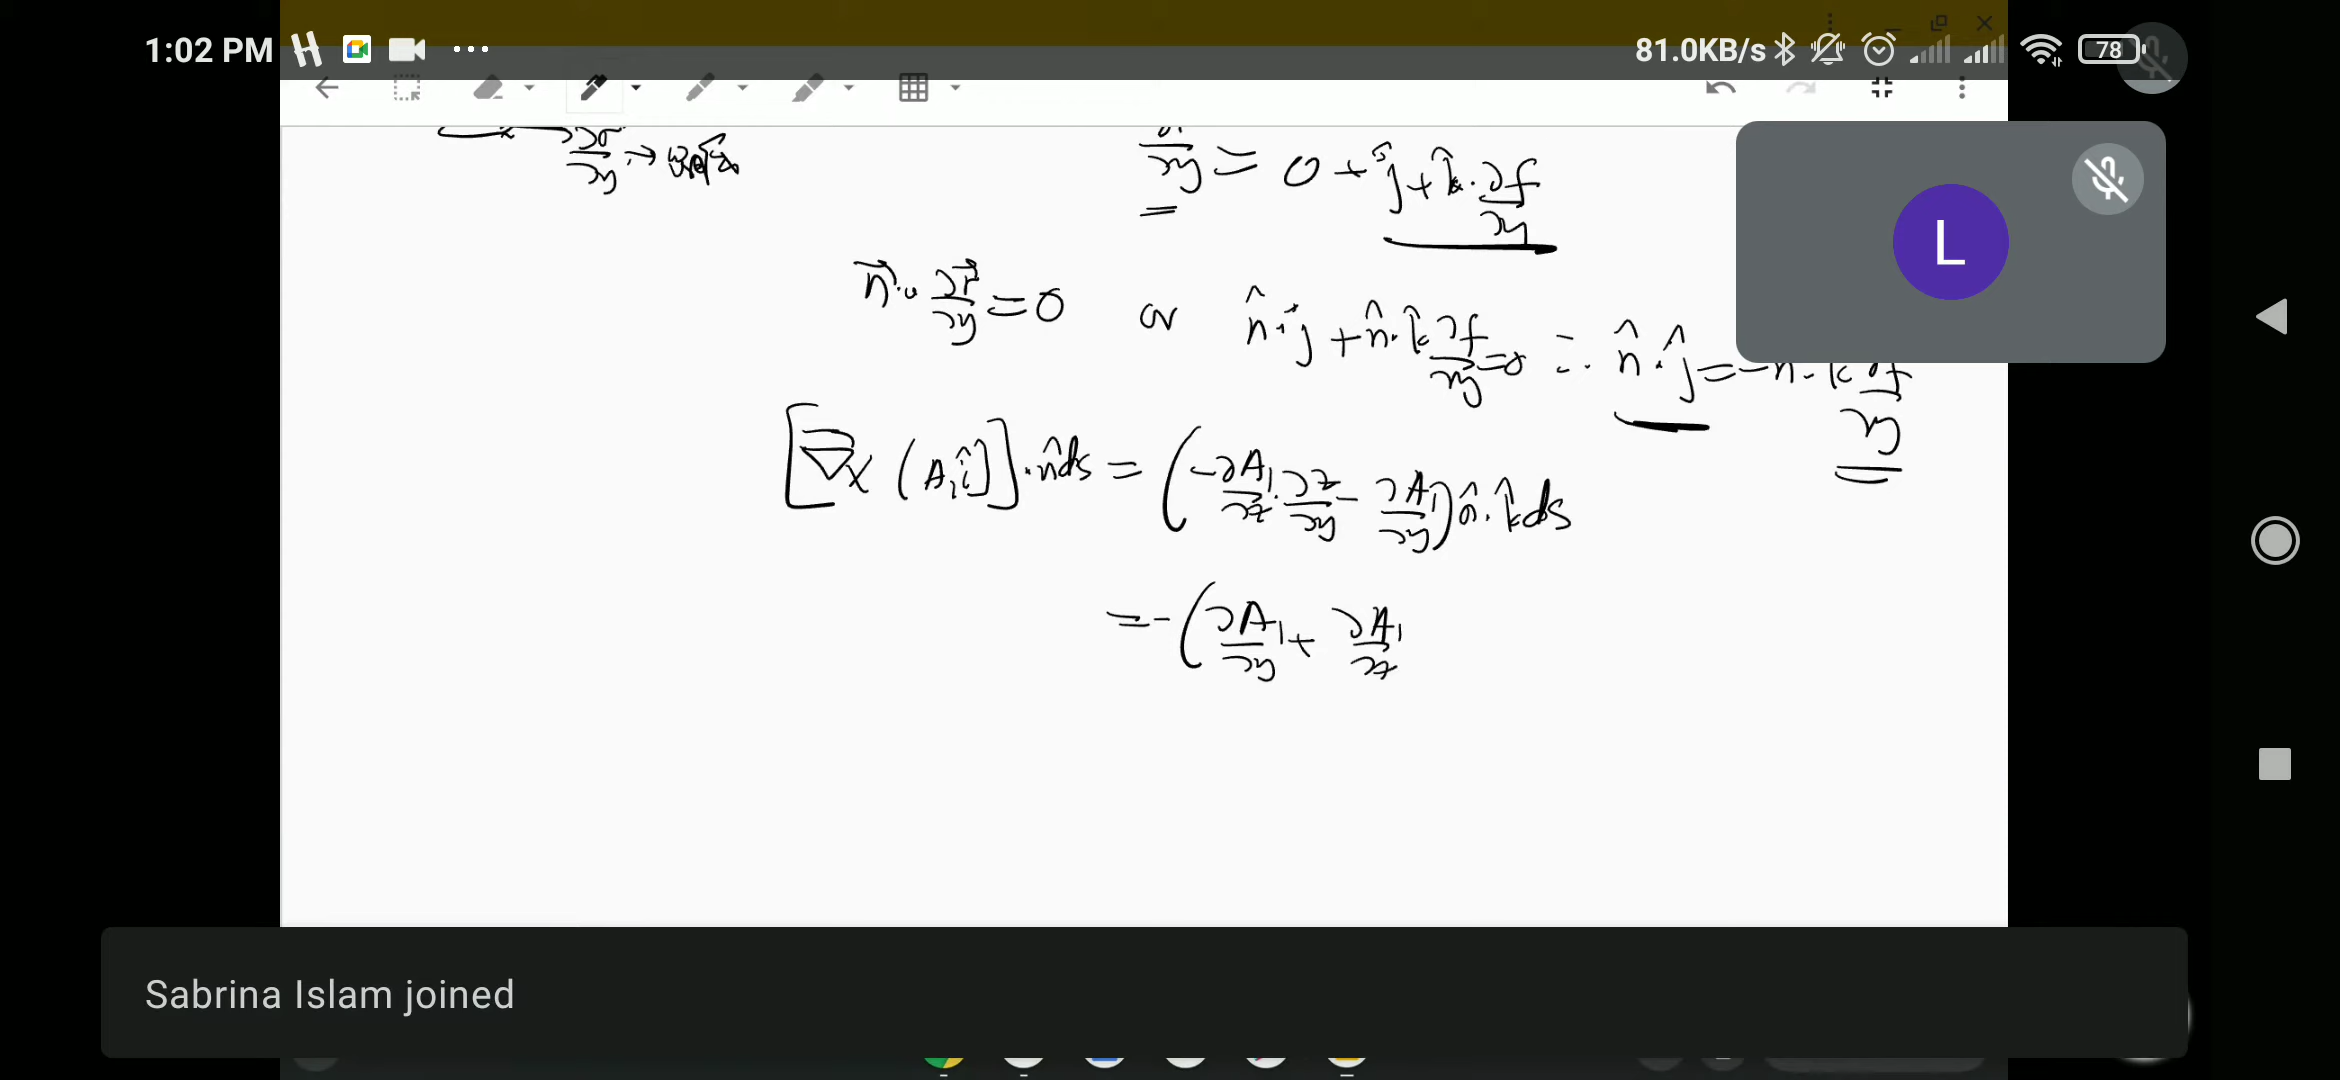 1:02 PM
81.0KB/s
78
∂r/∂y → 
/∂y = 0 + ĵ + k̂ · ∂f/∂y
L
n⃗ · ∂r⃗/∂y = 0 or n̂ · ĵ + n̂ · k̂ ∂f/∂y = 0 ∴ n̂ · ĵ = - n · k ∂f/∂y
[∇ × (A₁î)] · n̂ ds = (-∂A₁/∂z · ∂z/∂y - ∂A₁/∂y) n̂ · k̂ ds
= -(∂A₁/∂y + ∂A₁/∂z
Sabrina Islam joined